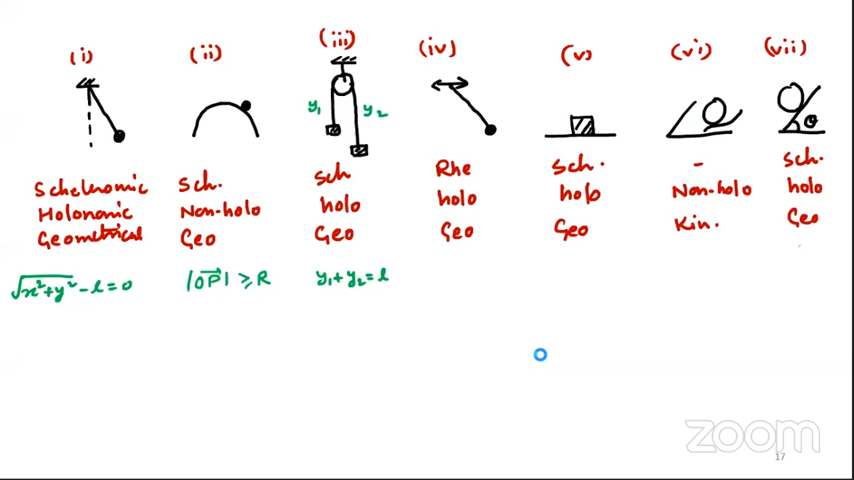 (i) (ii) (iii) (iv) (v) (vi) (vii)
y₁ y₂ θ
Schelronomic Sch. Sch Rhe Sch. - Sch.
Holonomic Non-holo holo holo holo Non-holo holo
Geometrical Geo Geo Geo Geo Kin. Geo
√x²+y² - l = 0 |OP⃗| ≥ R y₁ + y₂ = l
zoom
17